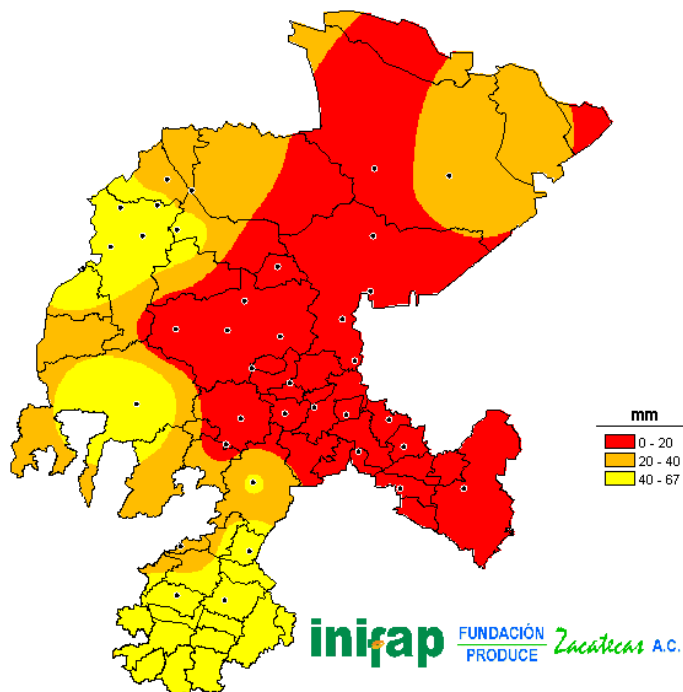 mm
0 - 20
20 - 40
40 - 67
inifap
FUNDACIÓN
PRODUCE
Zacatecas A.C.